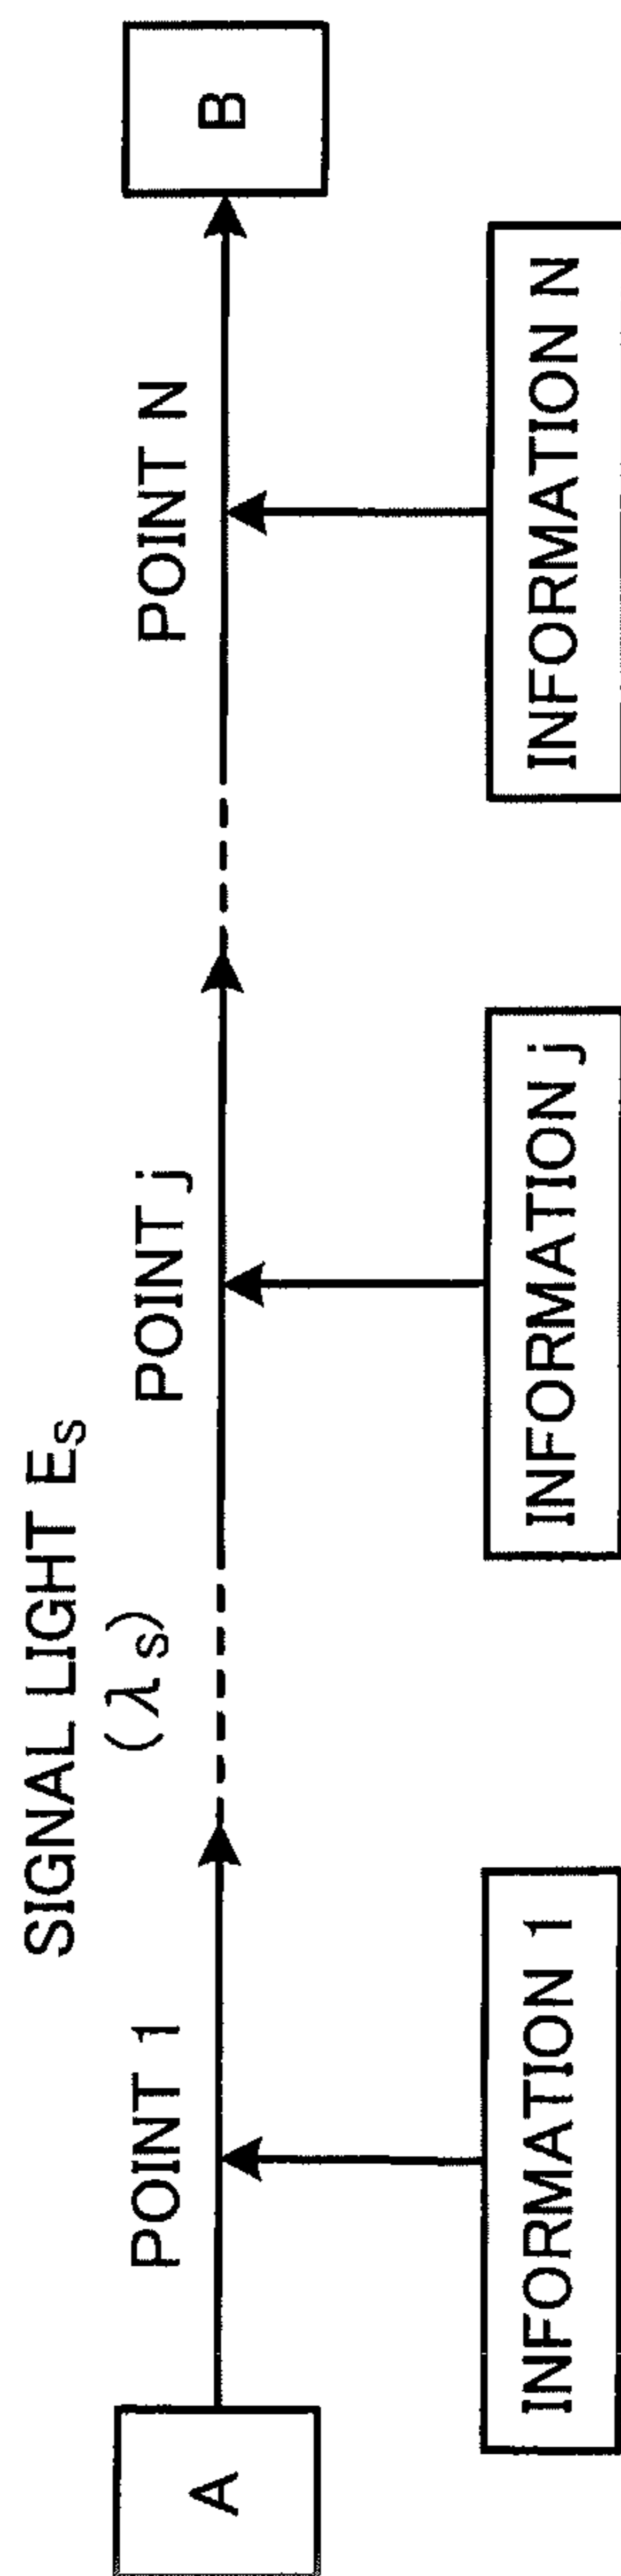 SIGNAL LIGHT Eₛ
(λₛ)
A
POINT 1
POINT j
POINT N
B
INFORMATION 1
INFORMATION j
INFORMATION N